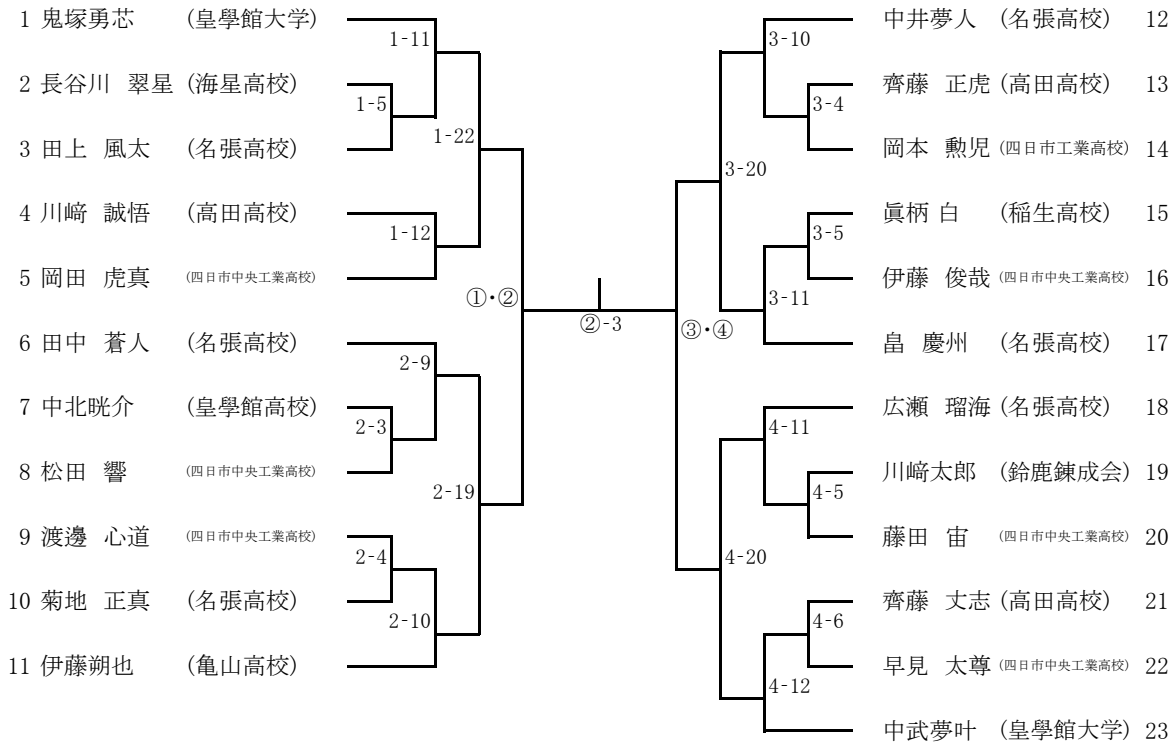 1 鬼塚勇芯 (皇學館大学)
1-11
2 長谷川 翠星 (海星高校)
1-5
1-22
3 田上 風太 (名張高校)
4 川﨑 誠悟 (高田高校)
1-12
5 岡田 虎真 (四日市中央工業高校)
①・②
6 田中 蒼人 (名張高校)
2-9
7 中北晄介 (皇學館高校)
2-3
8 松田 響 (四日市中央工業高校)
2-19
9 渡邊 心道 (四日市中央工業高校)
2-4
10 菊地 正真 (名張高校)
2-10
11 伊藤朔也 (亀山高校)
②-3
中井夢人 (名張高校) 12
3-10
齊藤 正虎 (高田高校) 13
3-4
岡本 勲児 (四日市工業高校) 14
3-20
眞柄 白 (稲生高校) 15
3-5
伊藤 俊哉 (四日市中央工業高校) 16
3-11
③・④
畠 慶州 (名張高校) 17
広瀬 瑠海 (名張高校) 18
4-11
川﨑太郎 (鈴鹿錬成会) 19
4-5
藤田 宙 (四日市中央工業高校) 20
4-20
齊藤 丈志 (高田高校) 21
4-6
早見 太尊 (四日市中央工業高校) 22
4-12
中武夢叶 (皇學館大学) 23